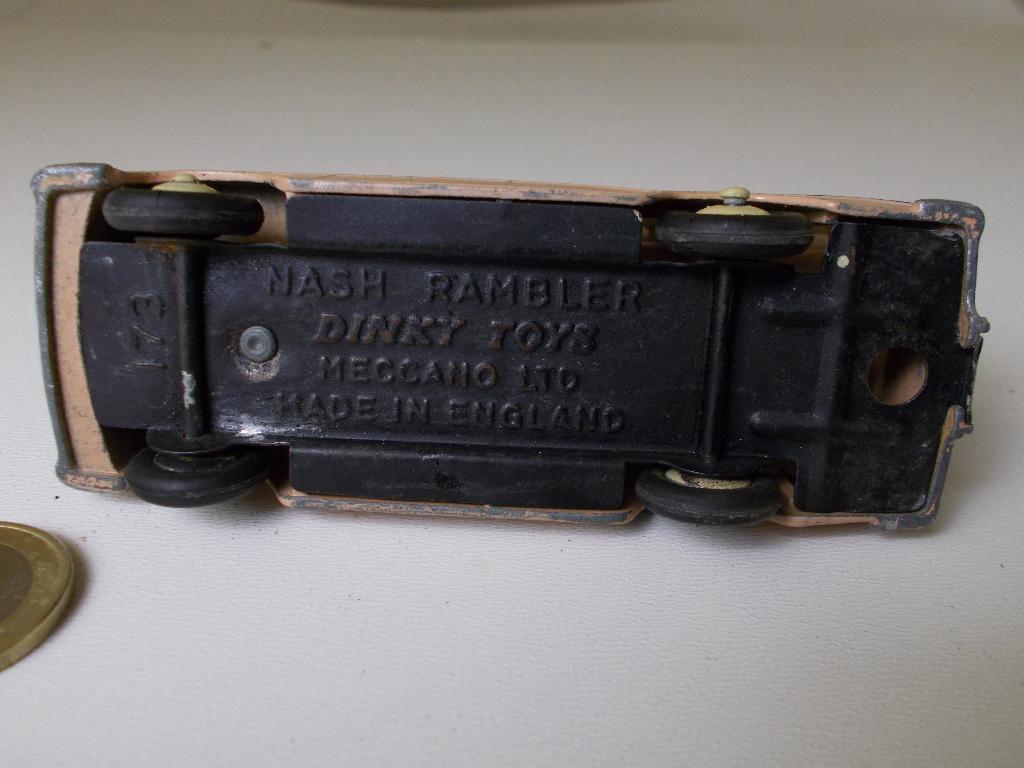 173
NASH RAMBLER
DINKY TOYS
MECCANO LTD
MADE IN ENGLAND